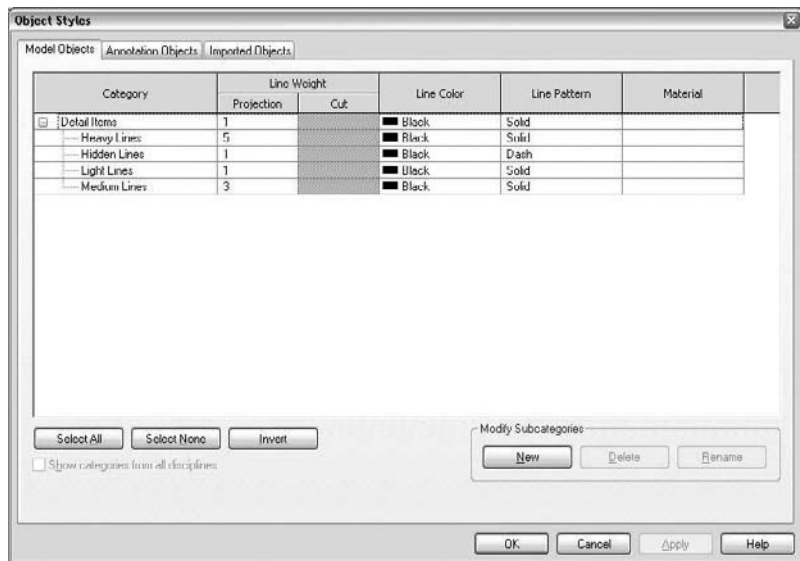 Object Styles
Model Objects Annotation Objects Imported Objects
Category Line Weight Line Color Line Pattern Material
Projection Cut
Detail Items 1 Black Solid
Heavy Lines 5 Black Solid
Hidden Lines 1 Black Dash
Light Lines 1 Black Solid
Medium Lines 3 Black Solid
Select All Select None Invert
Show categories from all disciplines
Modify Subcategories
New Delete Rename
OK Cancel Apply Help